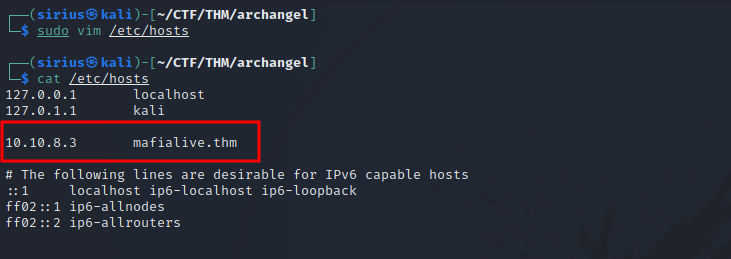 ┌──(sirius㉿kali)-[~/CTF/THM/archangel]
└─$ sudo vim /etc/hosts
┌──(sirius㉿kali)-[~/CTF/THM/archangel]
└─$ cat /etc/hosts
127.0.0.1       localhost
127.0.1.1       kali
10.10.8.3       mafialive.thm
# The following lines are desirable for IPv6 capable hosts
::1     localhost ip6-localhost ip6-loopback
ff02::1 ip6-allnodes
ff02::2 ip6-allrouters